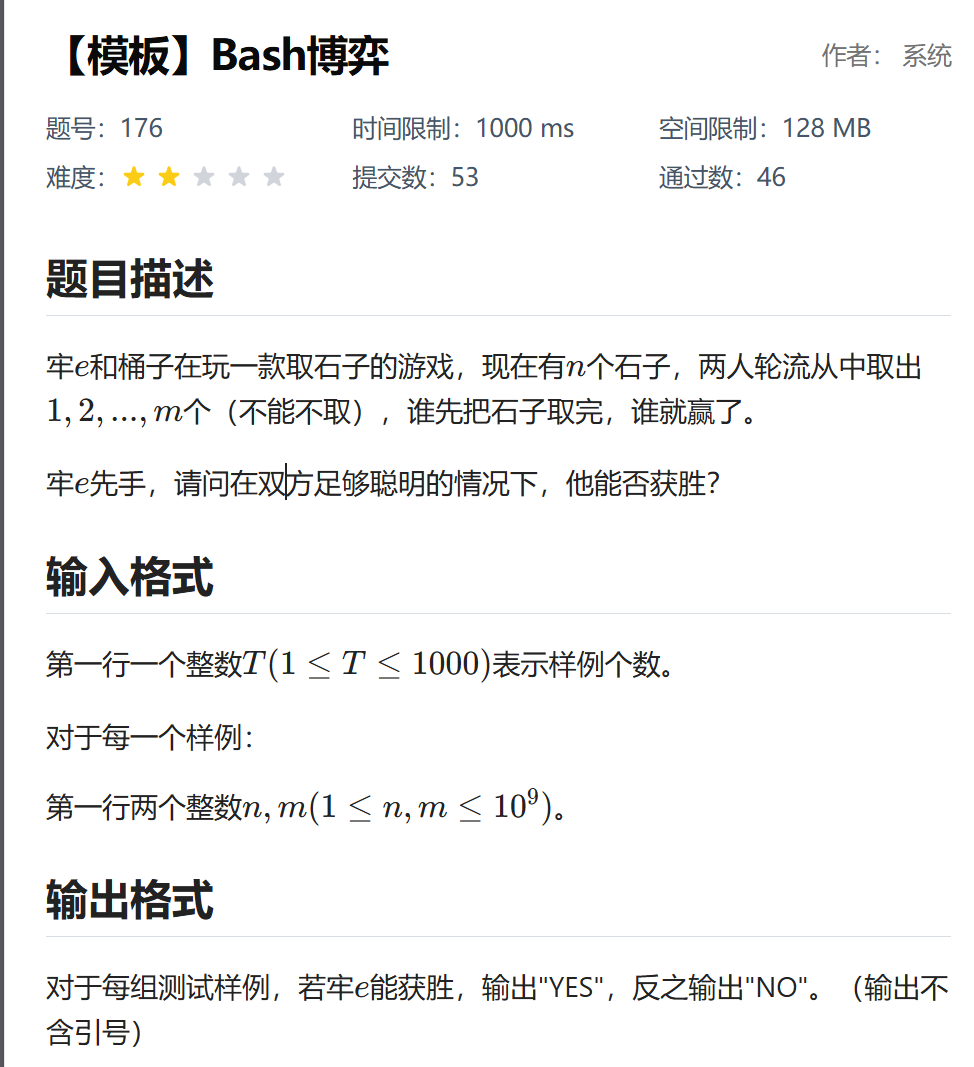 【模板】Bash博弈
作者： 系统
题号：176 时间限制：1000 ms 空间限制：128 MB
难度： 提交数：53 通过数：46
题目描述
牢e和桶子在玩一款取石子的游戏，现在有n个石子，两人轮流从中取出
1, 2, ..., m个（不能不取），谁先把石子取完，谁就赢了。
牢e先手，请问在双方足够聪明的情况下，他能否获胜？
输入格式
第一行一个整数T(1 ≤ T ≤ 1000)表示样例个数。
对于每一个样例：
第一行两个整数n, m(1 ≤ n, m ≤ 10⁹)。
输出格式
对于每组测试样例，若牢e能获胜，输出"YES"，反之输出"NO"。（输出不
含引号）